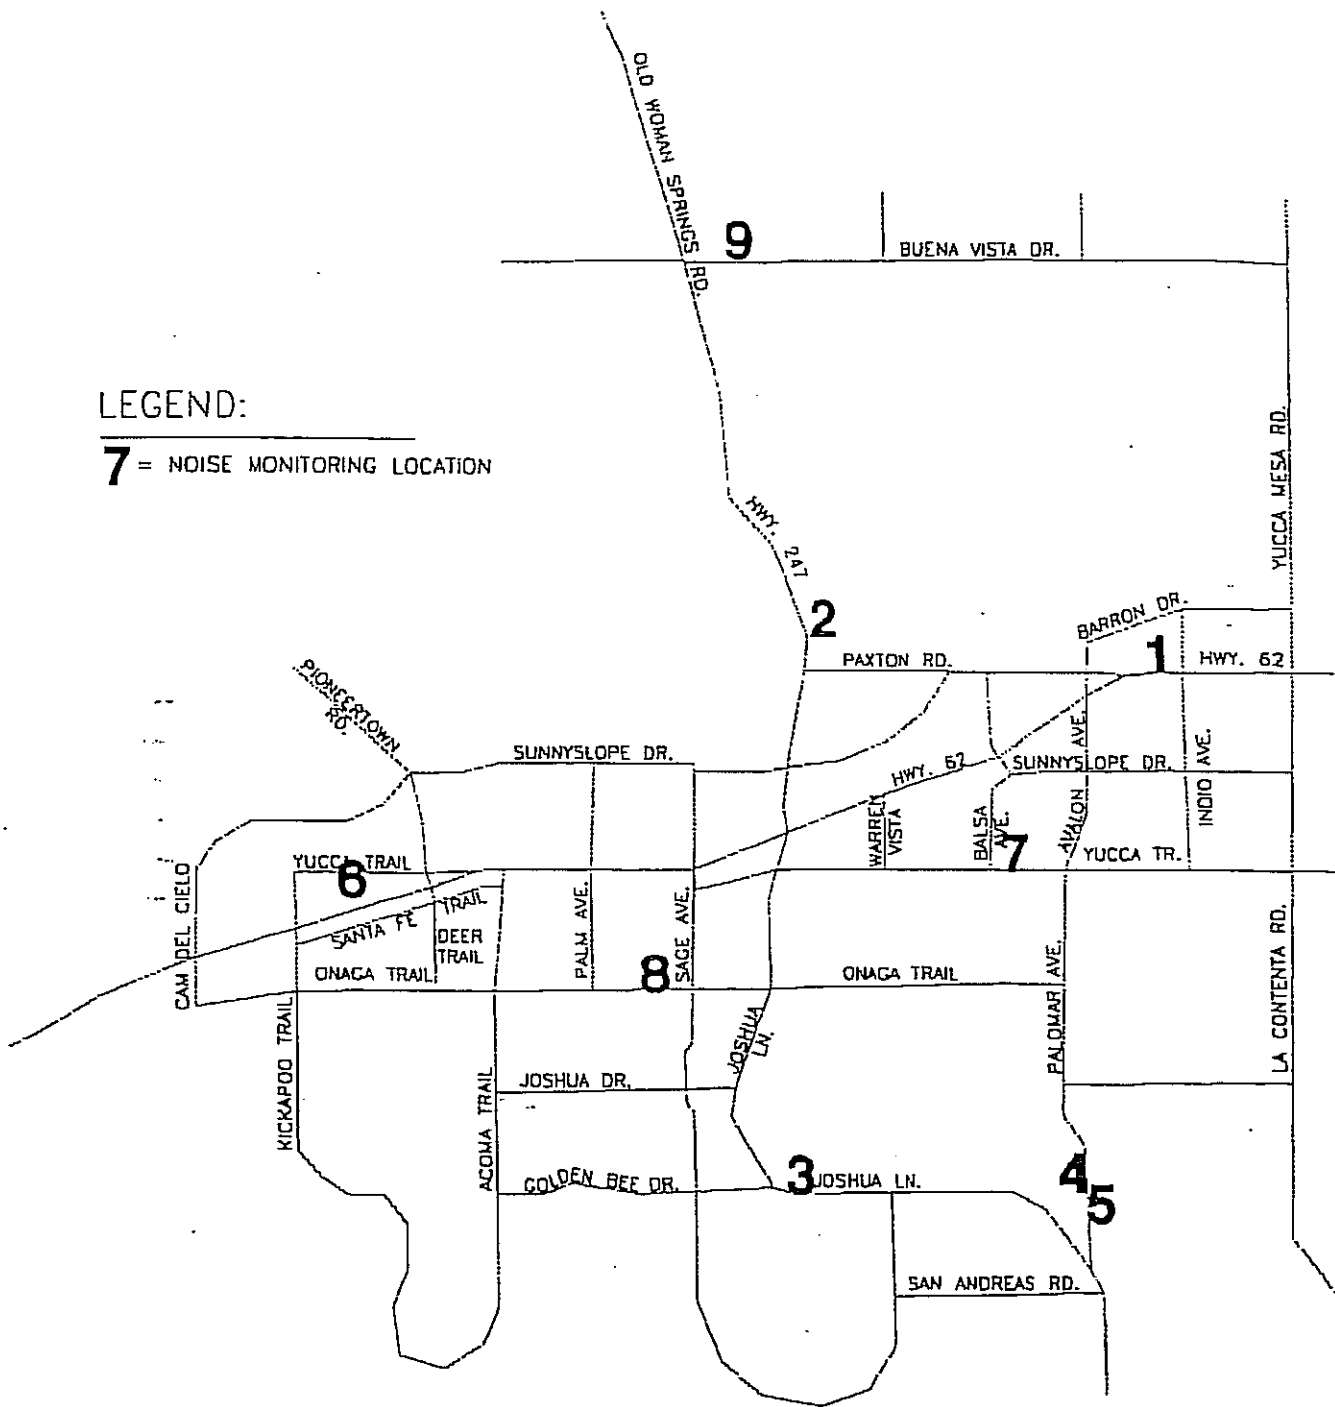 OLD WOMAN SPRINGS RD.
9
BUENA VISTA DR.
LEGEND:
7 = NOISE MONITORING LOCATION
YUCCA MESA RD.
HWY. 247
2
BARRON DR.
1
HWY. 62
PAXTON RD.
PIONEERTOWN RD.
SUNNYSLOPE DR.
HWY. 62
SUNNYSLOPE DR.
AVALON AVE.
INDIO AVE.
WARREN VISTA
BALSA AVE.
7
YUCCA TR.
YUCCA TRAIL
6
CAM DEL CIELO
SANTA FE TRAIL
DEER TRAIL
PALM AVE.
SAGE AVE.
ONAGA TRAIL
8
ONAGA TRAIL
PALOMAR AVE.
LA CONTENTA RD.
KICKAPOO TRAIL
JOSHUA LN.
ACOMA TRAIL
JOSHUA DR.
GOLDEN BEE DR.
3
JOSHUA LN.
4
5
SAN ANDREAS RD.